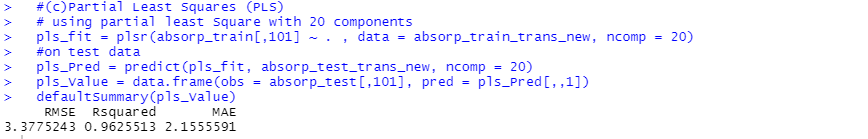 >   #(c)Partial Least Squares (PLS)
>   # using partial least Square with 20 components
>   pls_fit = plsr(absorp_train[,101] ~ . , data = absorp_train_trans_new, ncomp = 20)
>   #on test data
>   pls_Pred = predict(pls_fit, absorp_test_trans_new, ncomp = 20)
>   pls_Value = data.frame(obs = absorp_test[,101], pred = pls_Pred[,,1])
>   defaultSummary(pls_Value)
     RMSE  Rsquared       MAE
3.3775243 0.9625513 2.1555591